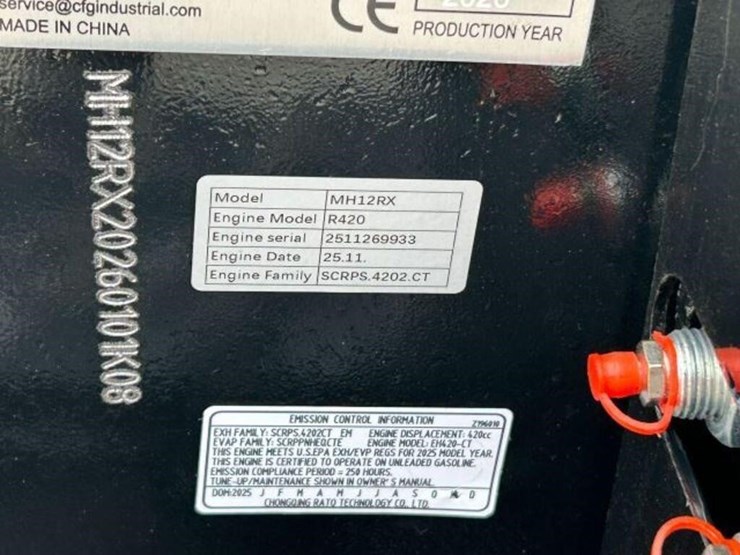 service@cfgindustrial.com
MADE IN CHINA
CE
PRODUCTION YEAR
MH12RX20260101K08
Model MH12RX
Engine Model R420
Engine serial 2511269933
Engine Date 25.11.
Engine Family SCRPS.4202.CT
EMISSION CONTROL INFORMATION Z196010
EXH FAMILY: SCRPS.4202CT EM ENGINE DISPLACEMENT: 420cc
EVAP FAMILY: SCRPPNHEQCTE ENGINE MODEL: EH420-CT
THIS ENGINE MEETS U.S.EPA EXH/EVP REGS FOR 2025 MODEL YEAR.
THIS ENGINE IS CERTIFIED TO OPERATE ON UNLEADED GASOLINE.
EMISSION COMPLIANCE PERIOD = 250 HOURS.
TUNE-UP/MAINTENANCE SHOWN IN OWNER'S MANUAL.
DOM:2025 J F M A M J J A S O D
CHONGQING RATO TECHNOLOGY CO. LTD